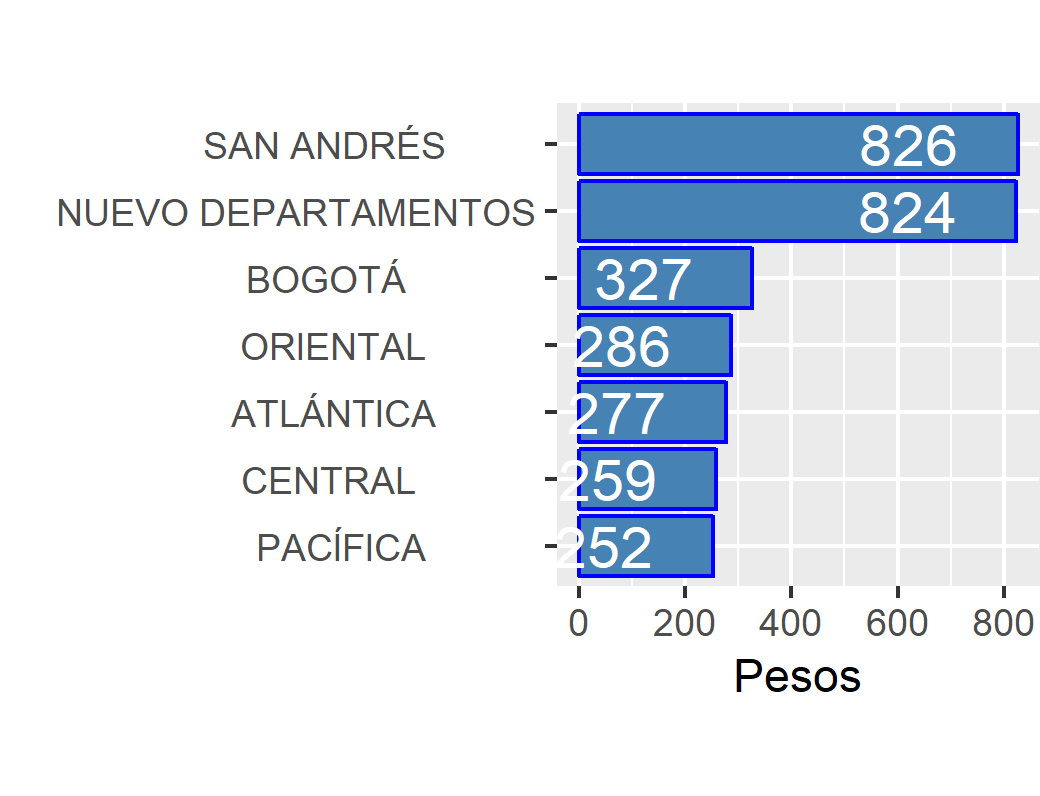 SAN ANDRÉS 826
NUEVO DEPARTAMENTOS 824
BOGOTÁ 327
ORIENTAL 286
ATLÁNTICA 277
CENTRAL 259
PACÍFICA 252
0 200 400 600 800
Pesos